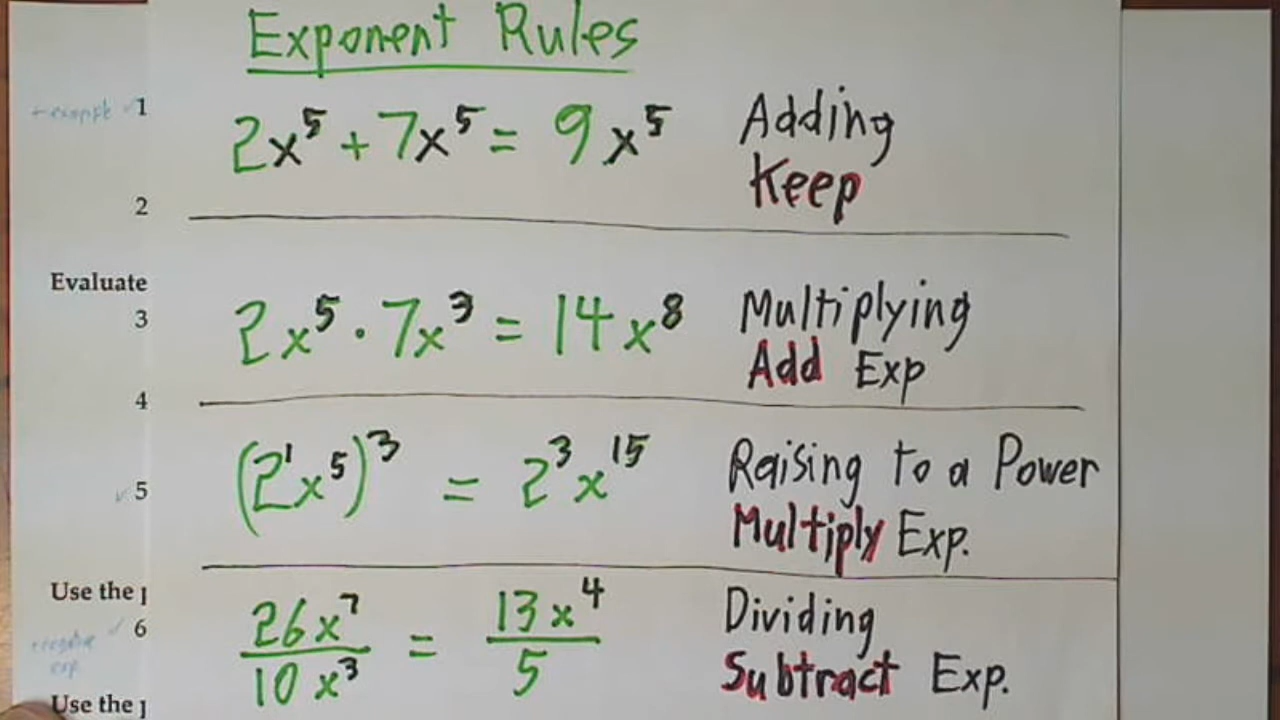 Exponent Rules
example 1
2x⁵ + 7x⁵ = 9x⁵ Adding
Keep
2
Evaluate
3 2x⁵ · 7x³ = 14x⁸ Multiplying
Add Exp
4
(2¹x⁵)³ = 2³x¹⁵ Raising to a Power
5
Multiply Exp.
Use the
6 26x⁷/10x³ = 13x⁴/5 Dividing
Subtract Exp.
exp
Use the